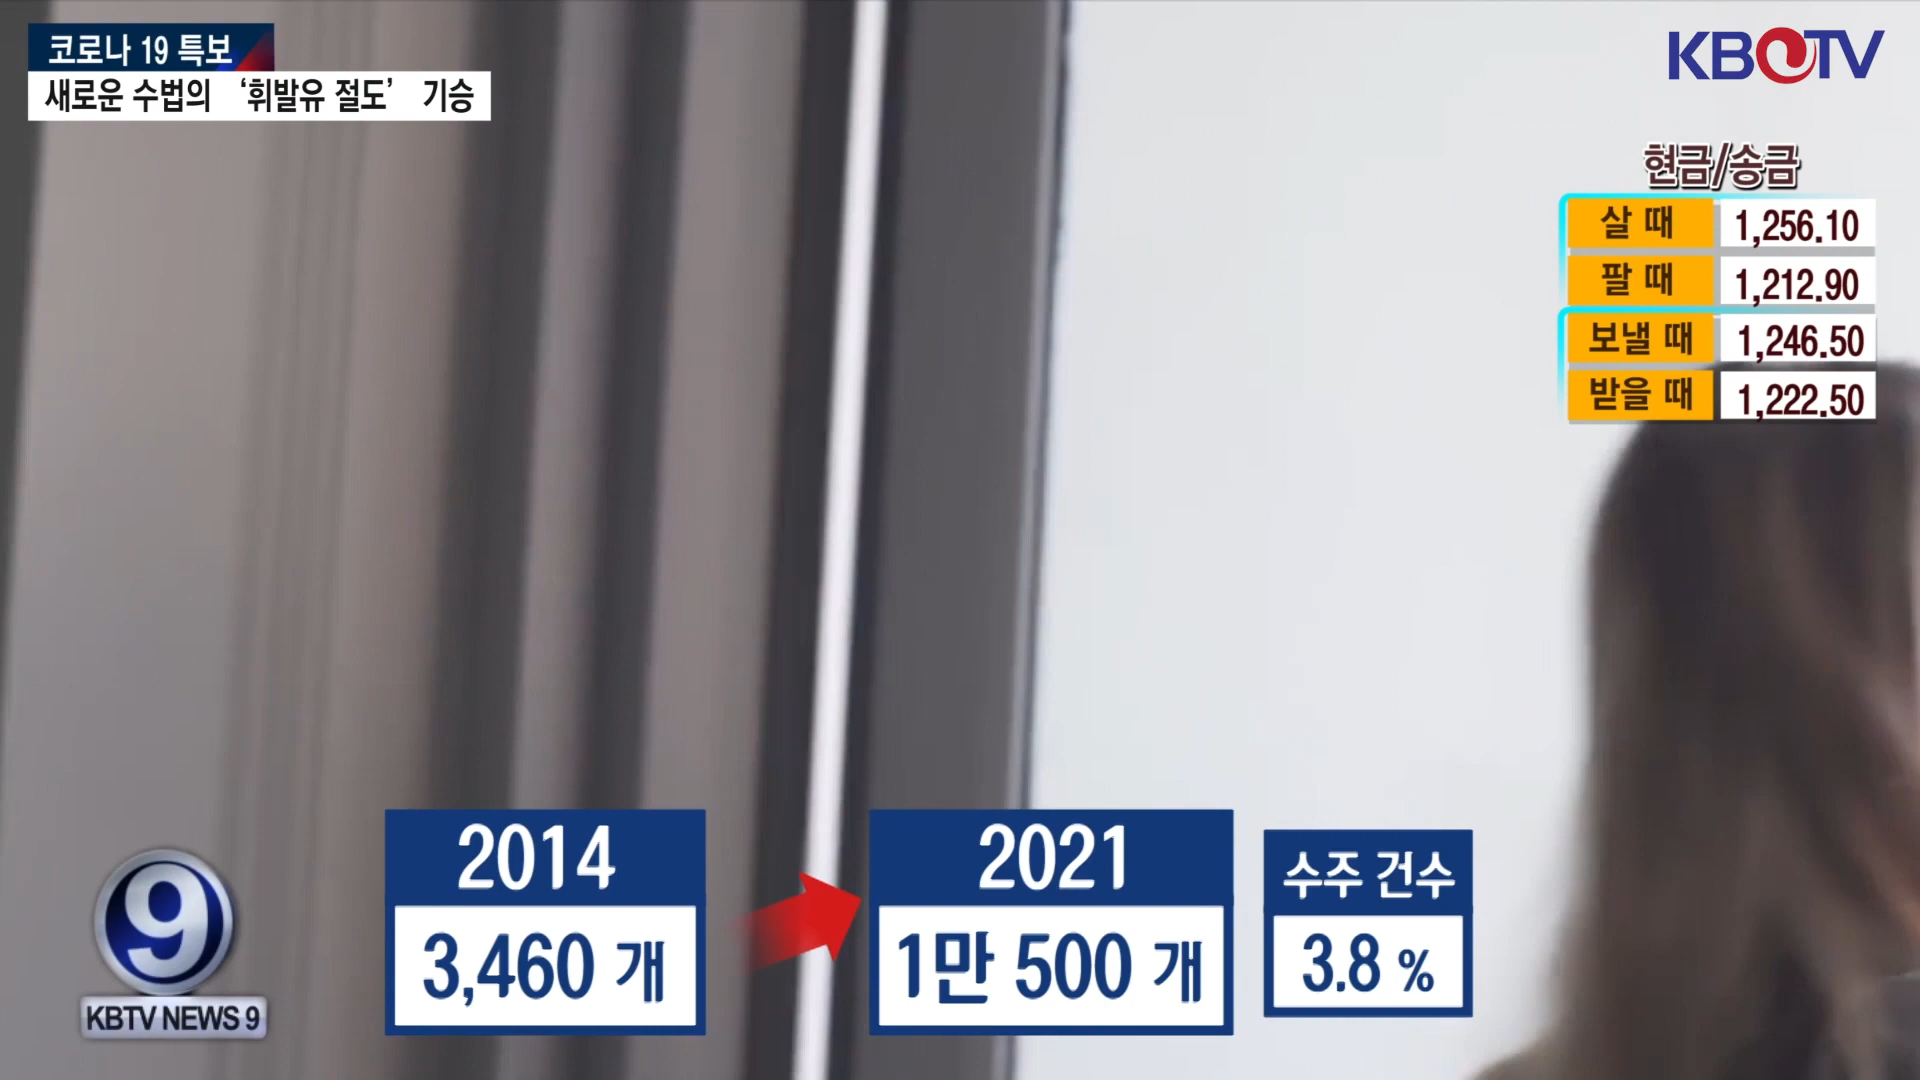 코로나 19 특보
새로운 수법의 ‘휘발유 절도’ 기승
KBTV
현금/송금
살 때 1,256.10
팔 때 1,212.90
보낼 때 1,246.50
받을 때 1,222.50
2014
3,460 개
2021
1만 500 개
수주 건수
3.8 %
9
KBTV NEWS 9